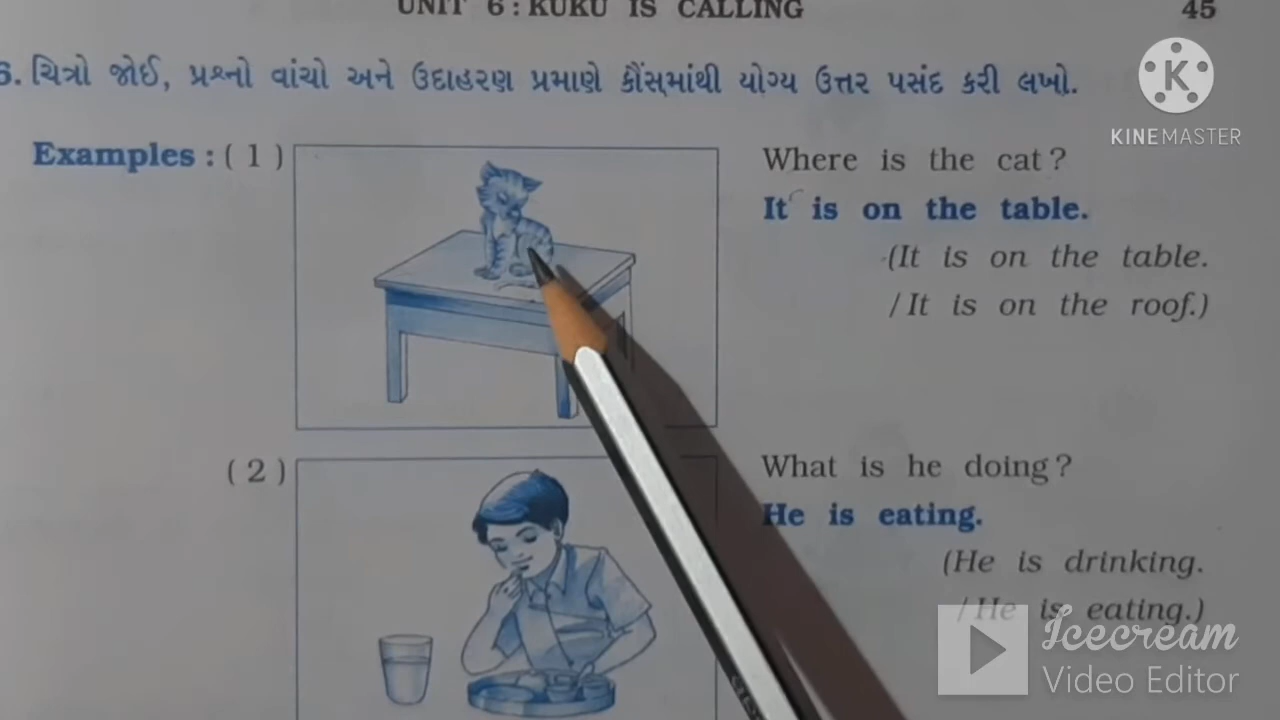 UNIT 6 : KUKU IS CALLING 45
6. ચિત્રો જોઈ, પ્રશ્નો વાંચો અને ઉદાહરણ પ્રમાણે કૌંસમાંથી યોગ્ય ઉત્તર પસંદ કરી લખો.
KINEMASTER
Examples : ( 1 ) Where is the cat ?
It is on the table.
(It is on the table.
/ It is on the roof.)
( 2 ) What is he doing ?
He is eating.
(He is drinking.
/ He is eating.)
Icecream
Video Editor